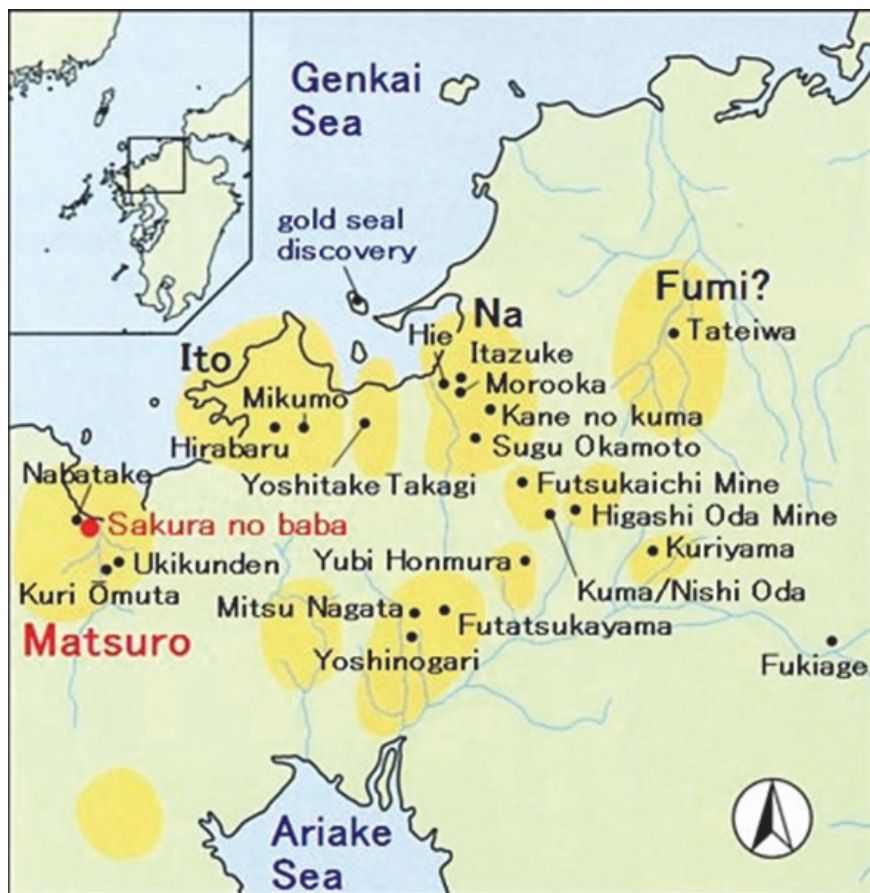 Genkai
Sea
gold seal
discovery
Fumi?
Tateiwa
Na
Hie
Itazuke
Morooka
Kane no kuma
Sugu Okamoto
Ito
Mikumo
Hirabaru
Yoshitake Takagi
Nabatake
Sakura no baba
Ukikunden
Kuri Ōmuta
Matsuro
Futsukaichi Mine
Higashi Oda Mine
Kuriyama
Yubi Honmura
Kuma/Nishi Oda
Mitsu Nagata
Futatsukayama
Yoshinogari
Fukiage
Ariake
Sea